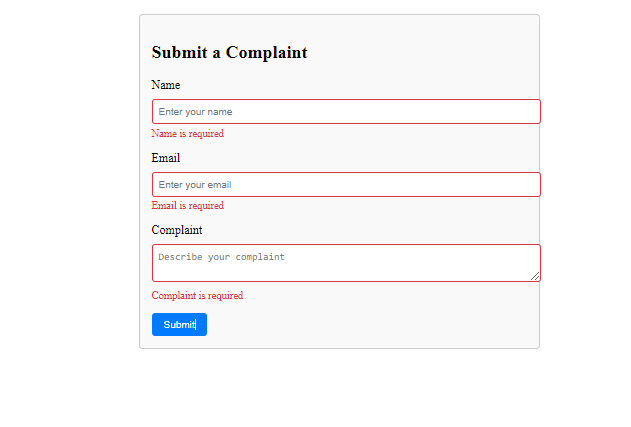 Submit a Complaint
Name
Enter your name
Name is required
Email
Enter your email
Email is required
Complaint
Describe your complaint
Complaint is required
Submit